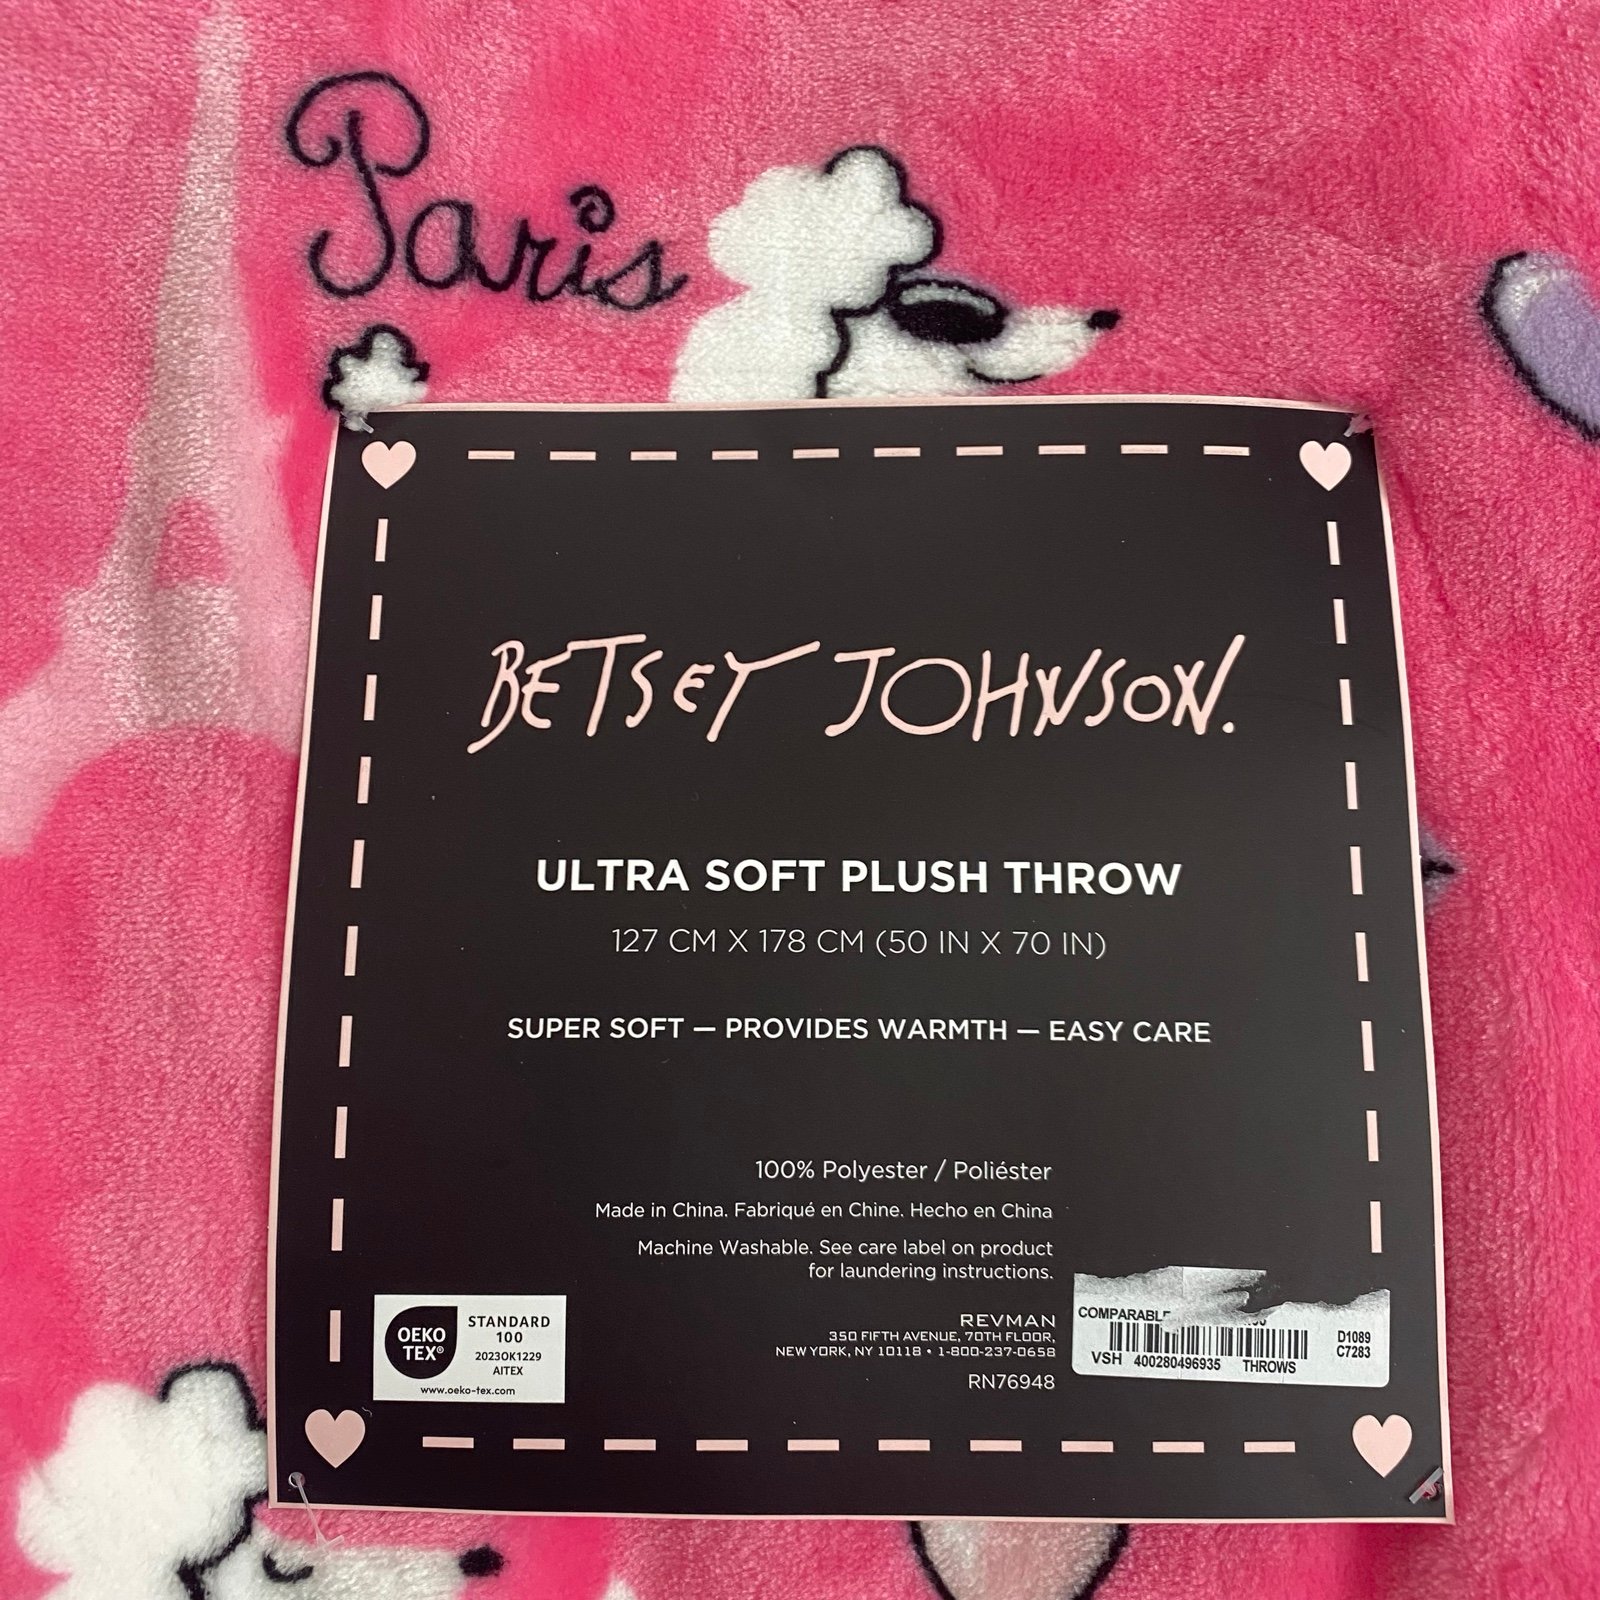 Paris
BETSEY JOHNSON.
ULTRA SOFT PLUSH THROW
127 CM X 178 CM (50 IN X 70 IN)
SUPER SOFT — PROVIDES WARMTH — EASY CARE
100% Polyester / Poliéster
Made in China. Fabriqué en Chine. Hecho en China
Machine Washable. See care label on product
for laundering instructions.
REVMAN
350 FIFTH AVENUE, 70TH FLOOR,
NEW YORK, NY 10118 • 1-800-237-0658
RN76948
OEKO
TEX®
STANDARD
100
2023OK1229
AITEX
www.oeko-tex.com
COMPARABLE
D1089
C7283
VSH 400280496935 THROWS